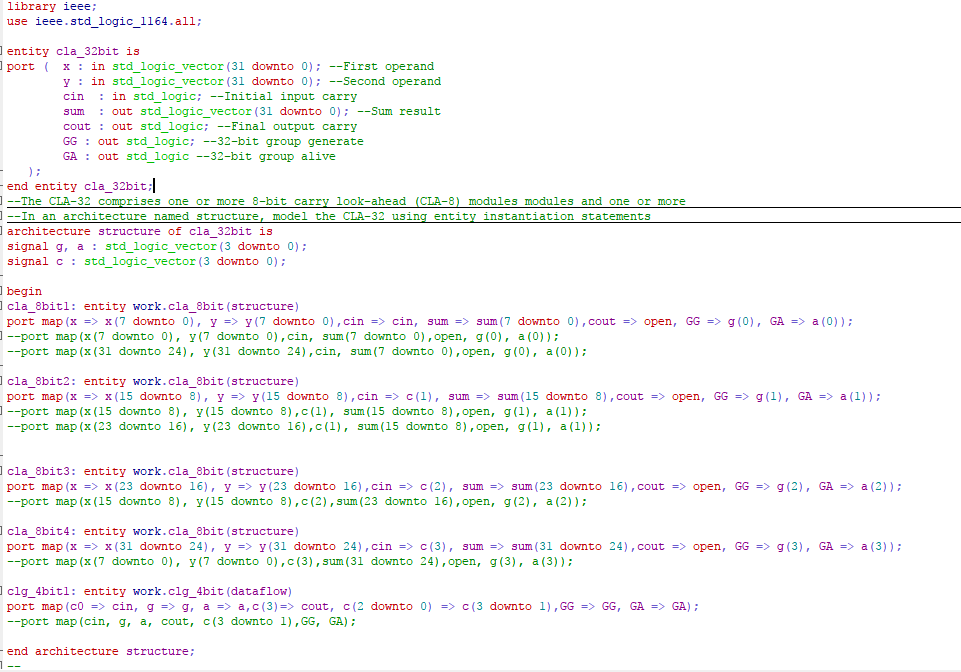 library ieee;
use ieee.std_logic_1164.all;
entity cla_32bit is
port (  x : in std_logic_vector(31 downto 0); --First operand
y : in std_logic_vector(31 downto 0); --Second operand
cin  : in std_logic; --Initial input carry
sum  : out std_logic_vector(31 downto 0); --Sum result
cout : out std_logic; --Final output carry
GG : out std_logic; --32-bit group generate
GA : out std_logic --32-bit group alive
);
end entity cla_32bit;
--The CLA-32 comprises one or more 8-bit carry look-ahead (CLA-8) modules modules and one or more
--In an architecture named structure, model the CLA-32 using entity instantiation statements
architecture structure of cla_32bit is
signal g, a : std_logic_vector(3 downto 0);
signal c : std_logic_vector(3 downto 0);
begin
cla_8bit1: entity work.cla_8bit(structure)
port map(x => x(7 downto 0), y => y(7 downto 0),cin => cin, sum => sum(7 downto 0),cout => open, GG => g(0), GA => a(0));
--port map(x(7 downto 0), y(7 downto 0),cin, sum(7 downto 0),open, g(0), a(0));
--port map(x(31 downto 24), y(31 downto 24),cin, sum(7 downto 0),open, g(0), a(0));
cla_8bit2: entity work.cla_8bit(structure)
port map(x => x(15 downto 8), y => y(15 downto 8),cin => c(1), sum => sum(15 downto 8),cout => open, GG => g(1), GA => a(1));
--port map(x(15 downto 8), y(15 downto 8),c(1), sum(15 downto 8),open, g(1), a(1));
--port map(x(23 downto 16), y(23 downto 16),c(1), sum(15 downto 8),open, g(1), a(1));
cla_8bit3: entity work.cla_8bit(structure)
port map(x => x(23 downto 16), y => y(23 downto 16),cin => c(2), sum => sum(23 downto 16),cout => open, GG => g(2), GA => a(2));
--port map(x(15 downto 8), y(15 downto 8),c(2),sum(23 downto 16),open, g(2), a(2));
cla_8bit4: entity work.cla_8bit(structure)
port map(x => x(31 downto 24), y => y(31 downto 24),cin => c(3), sum => sum(31 downto 24),cout => open, GG => g(3), GA => a(3));
--port map(x(7 downto 0), y(7 downto 0),c(3),sum(31 downto 24),open, g(3), a(3));
clg_4bit1: entity work.clg_4bit(dataflow)
port map(c0 => cin, g => g, a => a,c(3)=> cout, c(2 downto 0) => c(3 downto 1),GG => GG, GA => GA);
--port map(cin, g, a, cout, c(3 downto 1),GG, GA);
end architecture structure;
--